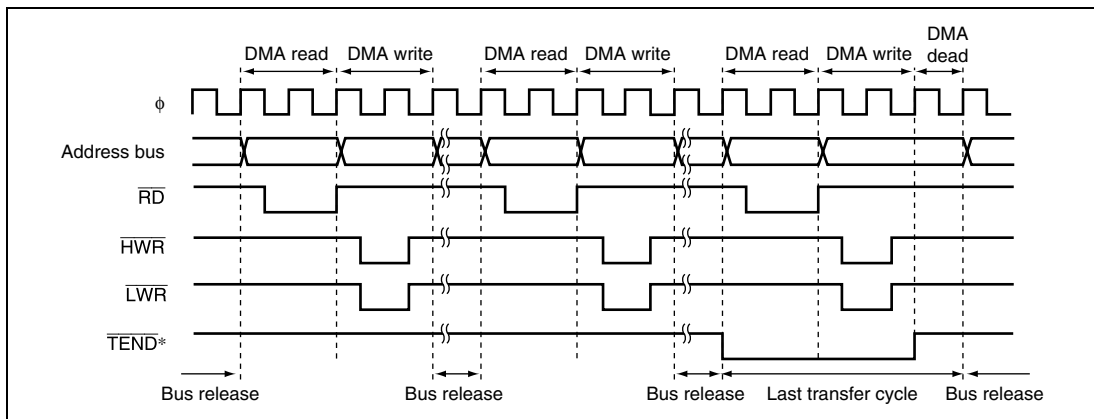 DMA read DMA write DMA read DMA write DMA read DMA write DMA dead
ϕ
Address bus
RD
HWR
LWR
TEND*
Bus release Bus release Bus release Last transfer cycle Bus release